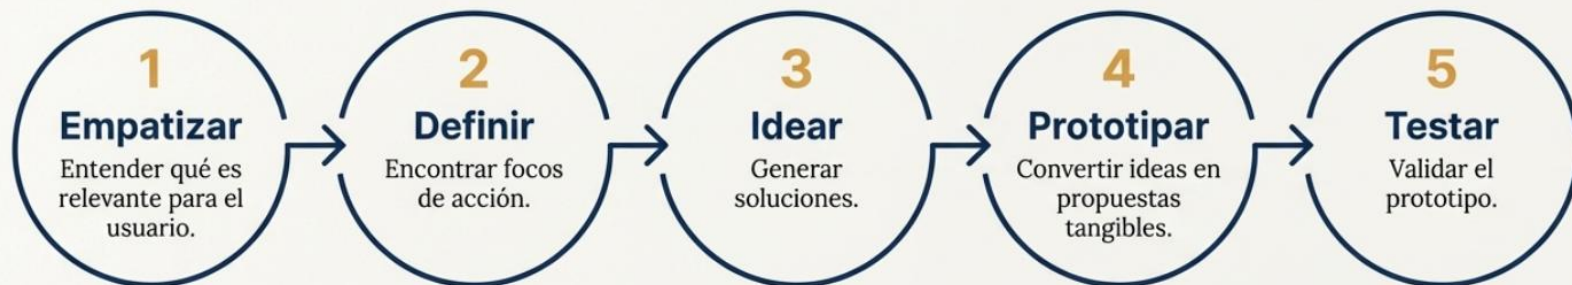 1
Empatizar
Entender qué es
relevante para el
usuario.
2
Definir
Encontrar focos
de acción.
3
Idear
Generar
soluciones.
4
Prototipar
Convertir ideas en
propuestas
tangibles.
5
Testar
Validar el
prototipo.